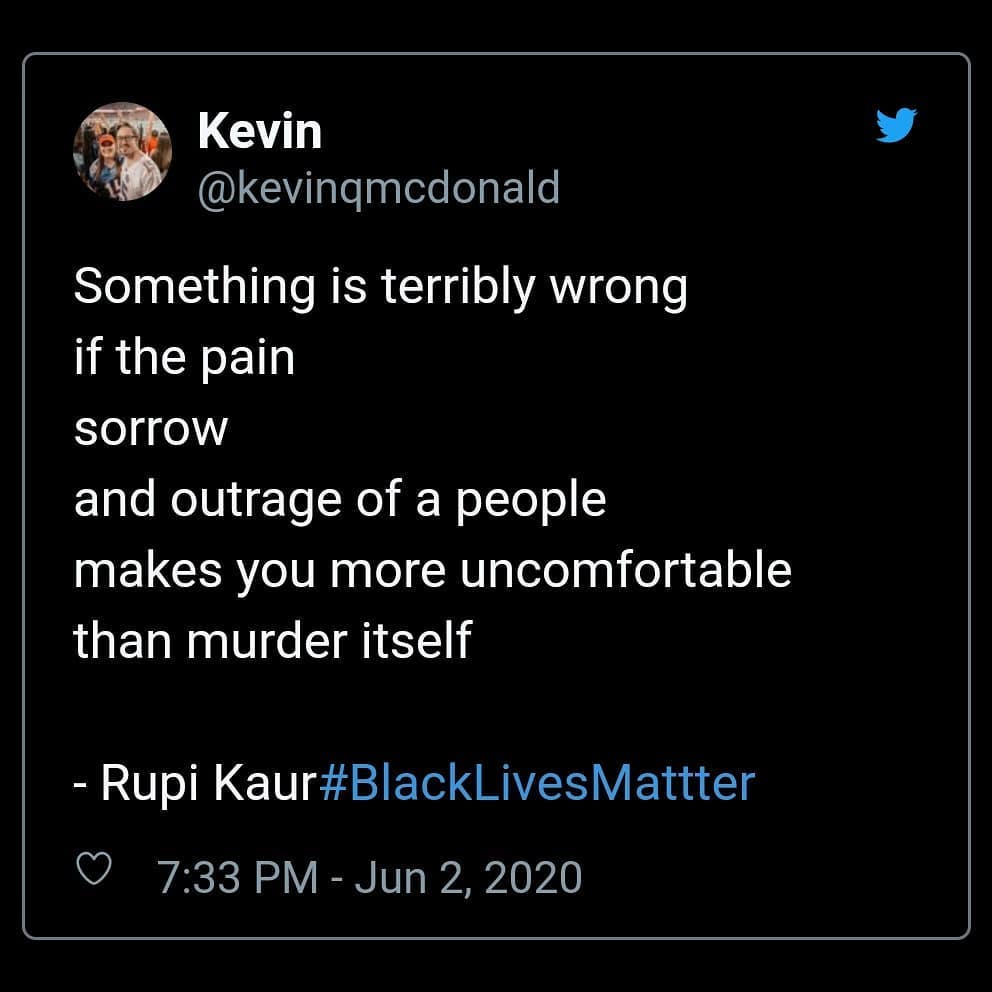 Kevin
@kevinqmcdonald
Something is terribly wrong
if the pain
sorrow
and outrage of a people
makes you more uncomfortable
than murder itself
- Rupi Kaur#BlackLivesMattter
7:33 PM - Jun 2, 2020